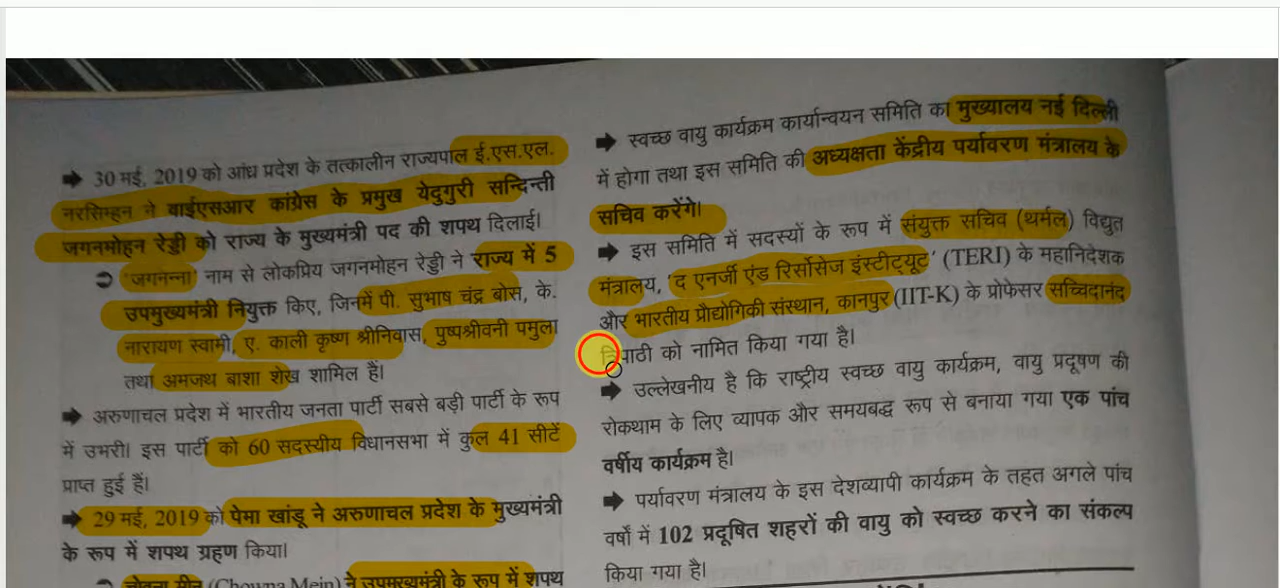 ➡ 30 मई, 2019 को आंध्र प्रदेश के तत्कालीन राज्यपाल ई.एस.एल.
नरसिम्हन ने वाईएसआर कांग्रेस के प्रमुख येदुगुरी सन्दिन्ती
जगनमोहन रेड्डी को राज्य के मुख्यमंत्री पद की शपथ दिलाई।
➲ 'जगनन्ना' नाम से लोकप्रिय जगनमोहन रेड्डी ने राज्य में 5
उपमुख्यमंत्री नियुक्त किए, जिनमें पी. सुभाष चंद्र बोस, के.
नारायण स्वामी, ए. काली कृष्ण श्रीनिवास, पुष्पश्रीवनी पमुला
तथा अमजथ बाशा शेख शामिल हैं।
➡ अरुणाचल प्रदेश में भारतीय जनता पार्टी सबसे बड़ी पार्टी के रूप
में उभरी। इस पार्टी को 60 सदस्यीय विधानसभा में कुल 41 सीटें
प्राप्त हुई हैं।
➡ 29 मई, 2019 को पेमा खांडू ने अरुणाचल प्रदेश के मुख्यमंत्री
के रूप में शपथ ग्रहण किया।
➲ चोवना मीन (Chowna Mein) ने उपमुख्यमंत्री के रूप में शपथ
➡ स्वच्छ वायु कार्यक्रम कार्यान्वयन समिति का मुख्यालय नई दिल्ली
में होगा तथा इस समिति की अध्यक्षता केंद्रीय पर्यावरण मंत्रालय के
सचिव करेंगे।
➡ इस समिति में सदस्यों के रूप में संयुक्त सचिव (थर्मल) विद्युत
मंत्रालय, 'द एनर्जी एंड रिर्सोसेज इंस्टीट्यूट' (TERI) के महानिदेशक
और भारतीय प्रौद्योगिकी संस्थान, कानपुर (IIT-K) के प्रोफेसर सच्चिदानंद
त्रिपाठी को नामित किया गया है।
➡ उल्लेखनीय है कि राष्ट्रीय स्वच्छ वायु कार्यक्रम, वायु प्रदूषण की
रोकथाम के लिए व्यापक और समयबद्ध रूप से बनाया गया एक पांच
वर्षीय कार्यक्रम है।
➡ पर्यावरण मंत्रालय के इस देशव्यापी कार्यक्रम के तहत अगले पांच
वर्षों में 102 प्रदूषित शहरों की वायु को स्वच्छ करने का संकल्प
किया गया है।